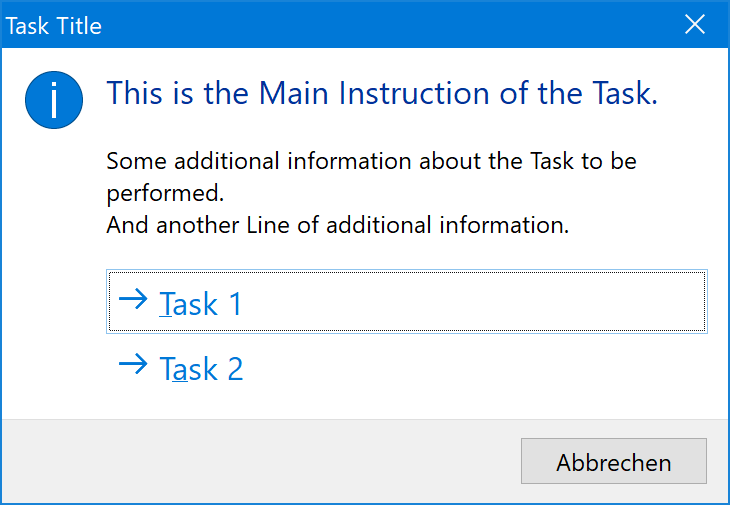 Task Title
This is the Main Instruction of the Task.
Some additional information about the Task to be
performed.
And another Line of additional information.
Task 1
Task 2
Abbrechen